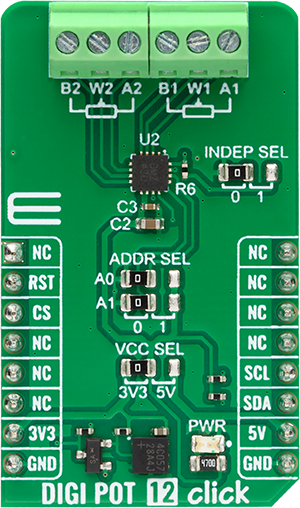 B2 W2 A2 B1 W1 A1
U2
INDEP SEL
R6
0 1
C3
C2
ADDR SEL
A0
A1
0 1
VCC SEL
3V3 5V
NC
RST
CS
NC
NC
NC
3V3
GND
NC
NC
NC
NC
SCL
SDA
5V
GND
PWR
4700
DIGI POT 12 click